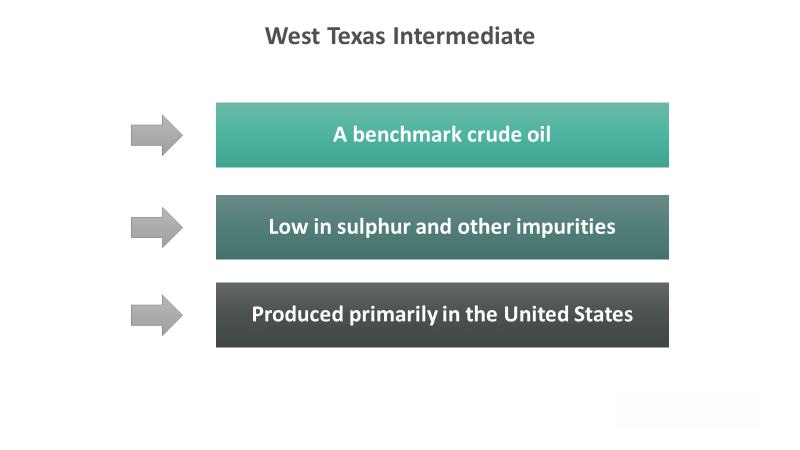 West Texas Intermediate
A benchmark crude oil
Low in sulphur and other impurities
Produced primarily in the United States